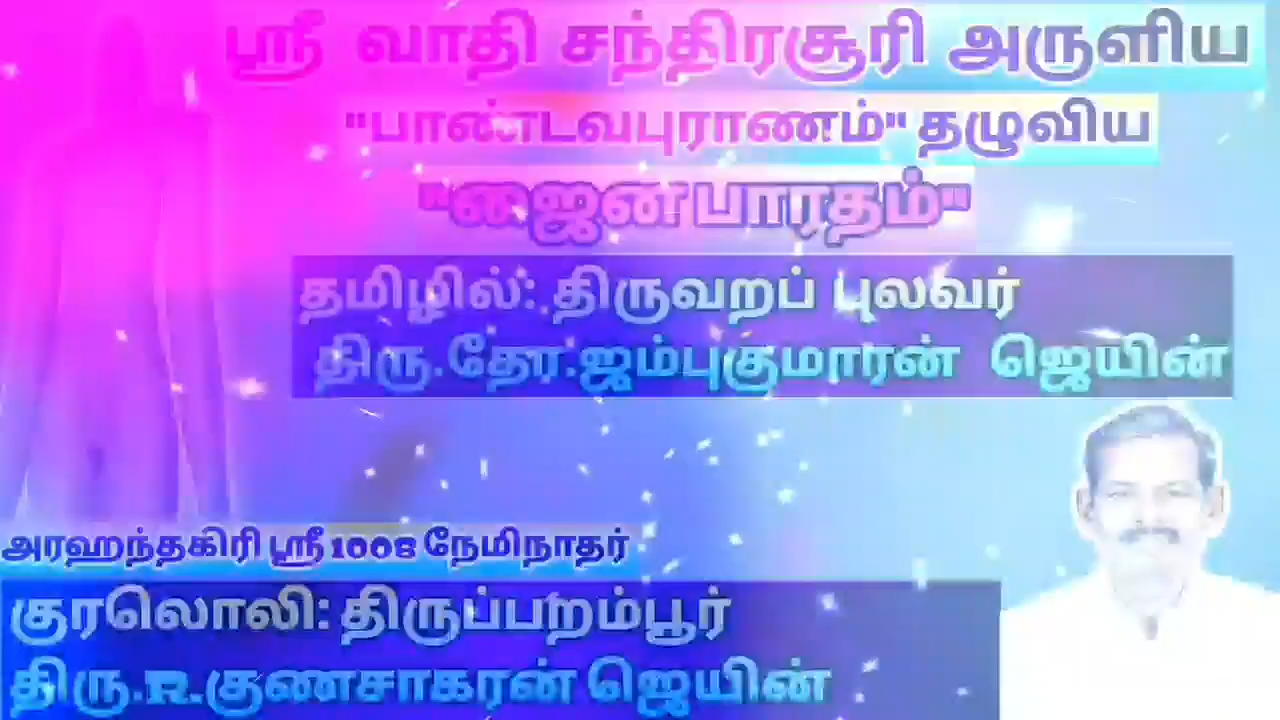 ஸ்ரீ வாதி சந்திரசூரி அருளிய
"பாண்டவபுராணம்" தழுவிய
"ஜைனபாரதம்"
தமிழில்: திருவறப் புலவர்
திரு.தோ.ஜம்புகுமாரன் ஜெயின்
அரஹந்தகிரி ஸ்ரீ 1008 நேமிநாதர்
குரலொலி: திருப்பறம்பூர்
திரு.R.குணசாகரன் ஜெயின்